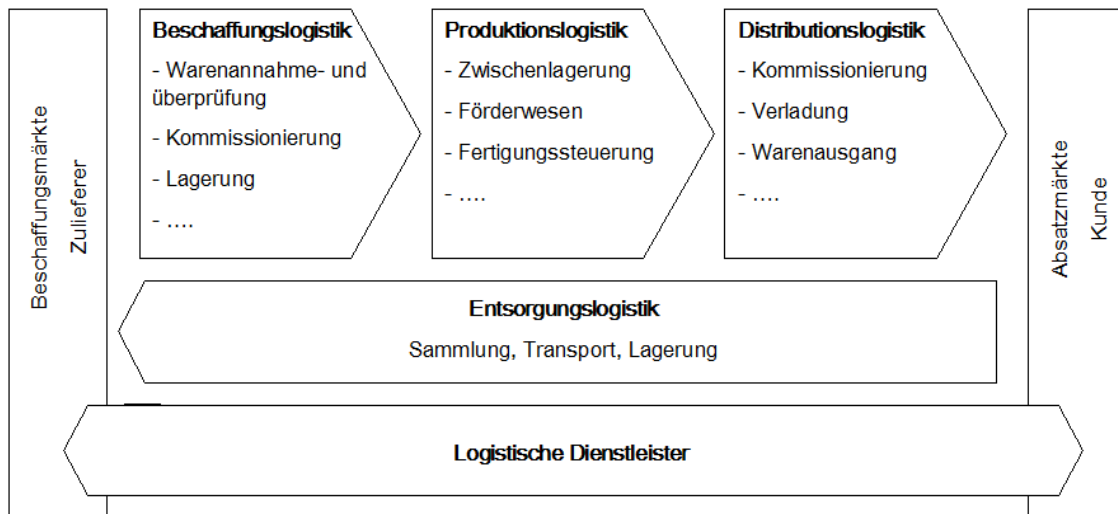 Beschaffungsmärkte
Zulieferer
Beschaffungslogistik
- Warenannahme- und
überprüfung
- Kommissionierung
- Lagerung
- ....
Produktionslogistik
- Zwischenlagerung
- Förderwesen
- Fertigungssteuerung
- ....
Distributionslogistik
- Kommissionierung
- Verladung
- Warenausgang
- ....
Absatzmärkte
Kunde
Entsorgungslogistik
Sammlung, Transport, Lagerung
Logistische Dienstleister